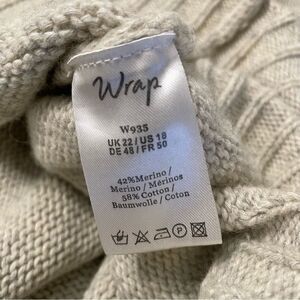 Wrap
W935
UK 22 / US 18
DE 48 / FR 50
42% Merino /
Merino / Mérinos
58% Cotton /
Baumwolle / Coton
P